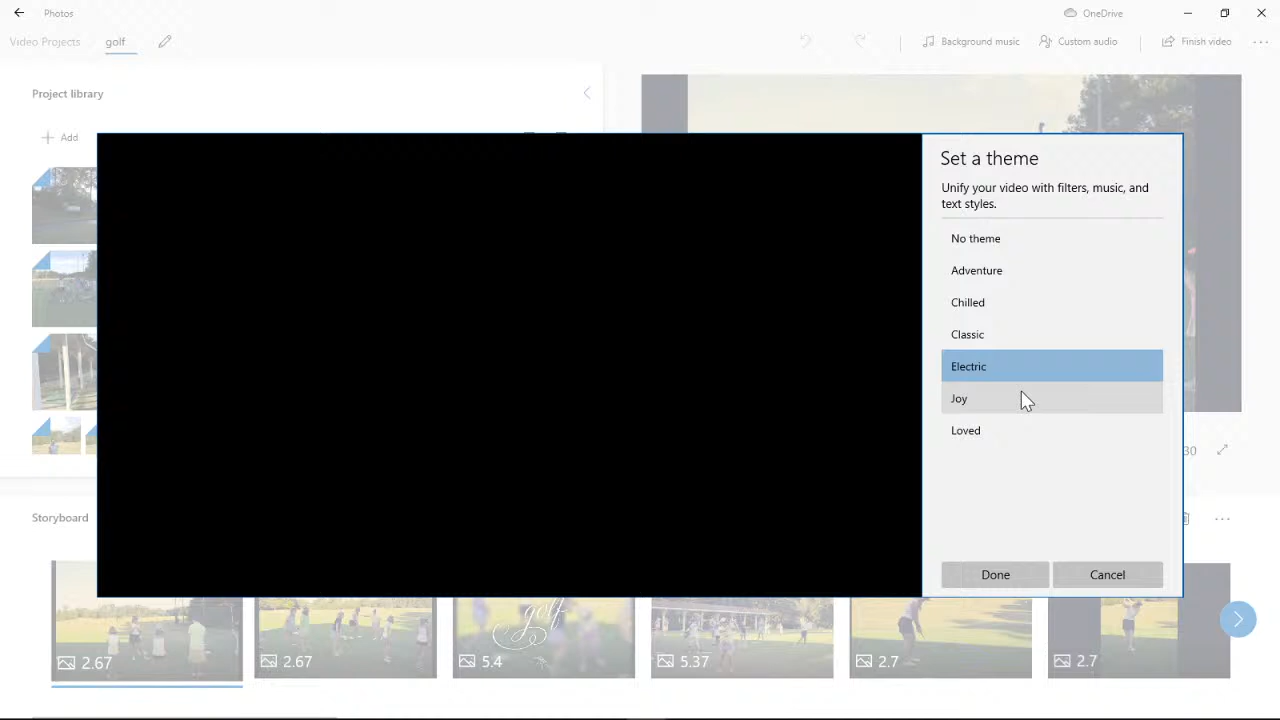 Photos
OneDrive
Video Projects
golf
Background music
Custom audio
Finish video
Project library
Add
Set a theme
Unify your video with filters, music, and
text styles.
No theme
Adventure
Chilled
Classic
Electric
Joy
Loved
30
Storyboard
Done
Cancel
golf
2.67
2.67
5.4
5.37
2.7
2.7